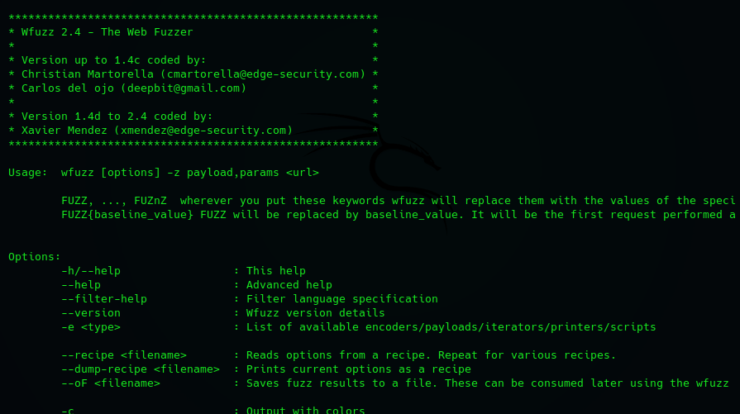 ********************************************************
* Wfuzz 2.4 - The Web Fuzzer                           *
*                                                      *
* Version up to 1.4c coded by:                         *
* Christian Martorella (cmartorella@edge-security.com) *
* Carlos del ojo (deepbit@gmail.com)                   *
*                                                      *
* Version 1.4d to 2.4 coded by:                        *
* Xavier Mendez (xmendez@edge-security.com)            *
********************************************************
Usage:  wfuzz [options] -z payload,params <url>
FUZZ, ..., FUZnZ  wherever you put these keywords wfuzz will replace them with the values of the speci
FUZZ{baseline_value} FUZZ will be replaced by baseline_value. It will be the first request performed a
Options:
-h/--help                 : This help
--help                    : Advanced help
--filter-help             : Filter language specification
--version                 : Wfuzz version details
-e <type>                 : List of available encoders/payloads/iterators/printers/scripts
--recipe <filename>       : Reads options from a recipe. Repeat for various recipes.
--dump-recipe <filename>  : Prints current options as a recipe
--oF <filename>           : Saves fuzz results to a file. These can be consumed later using the wfuzz
-c                        : Output with colors